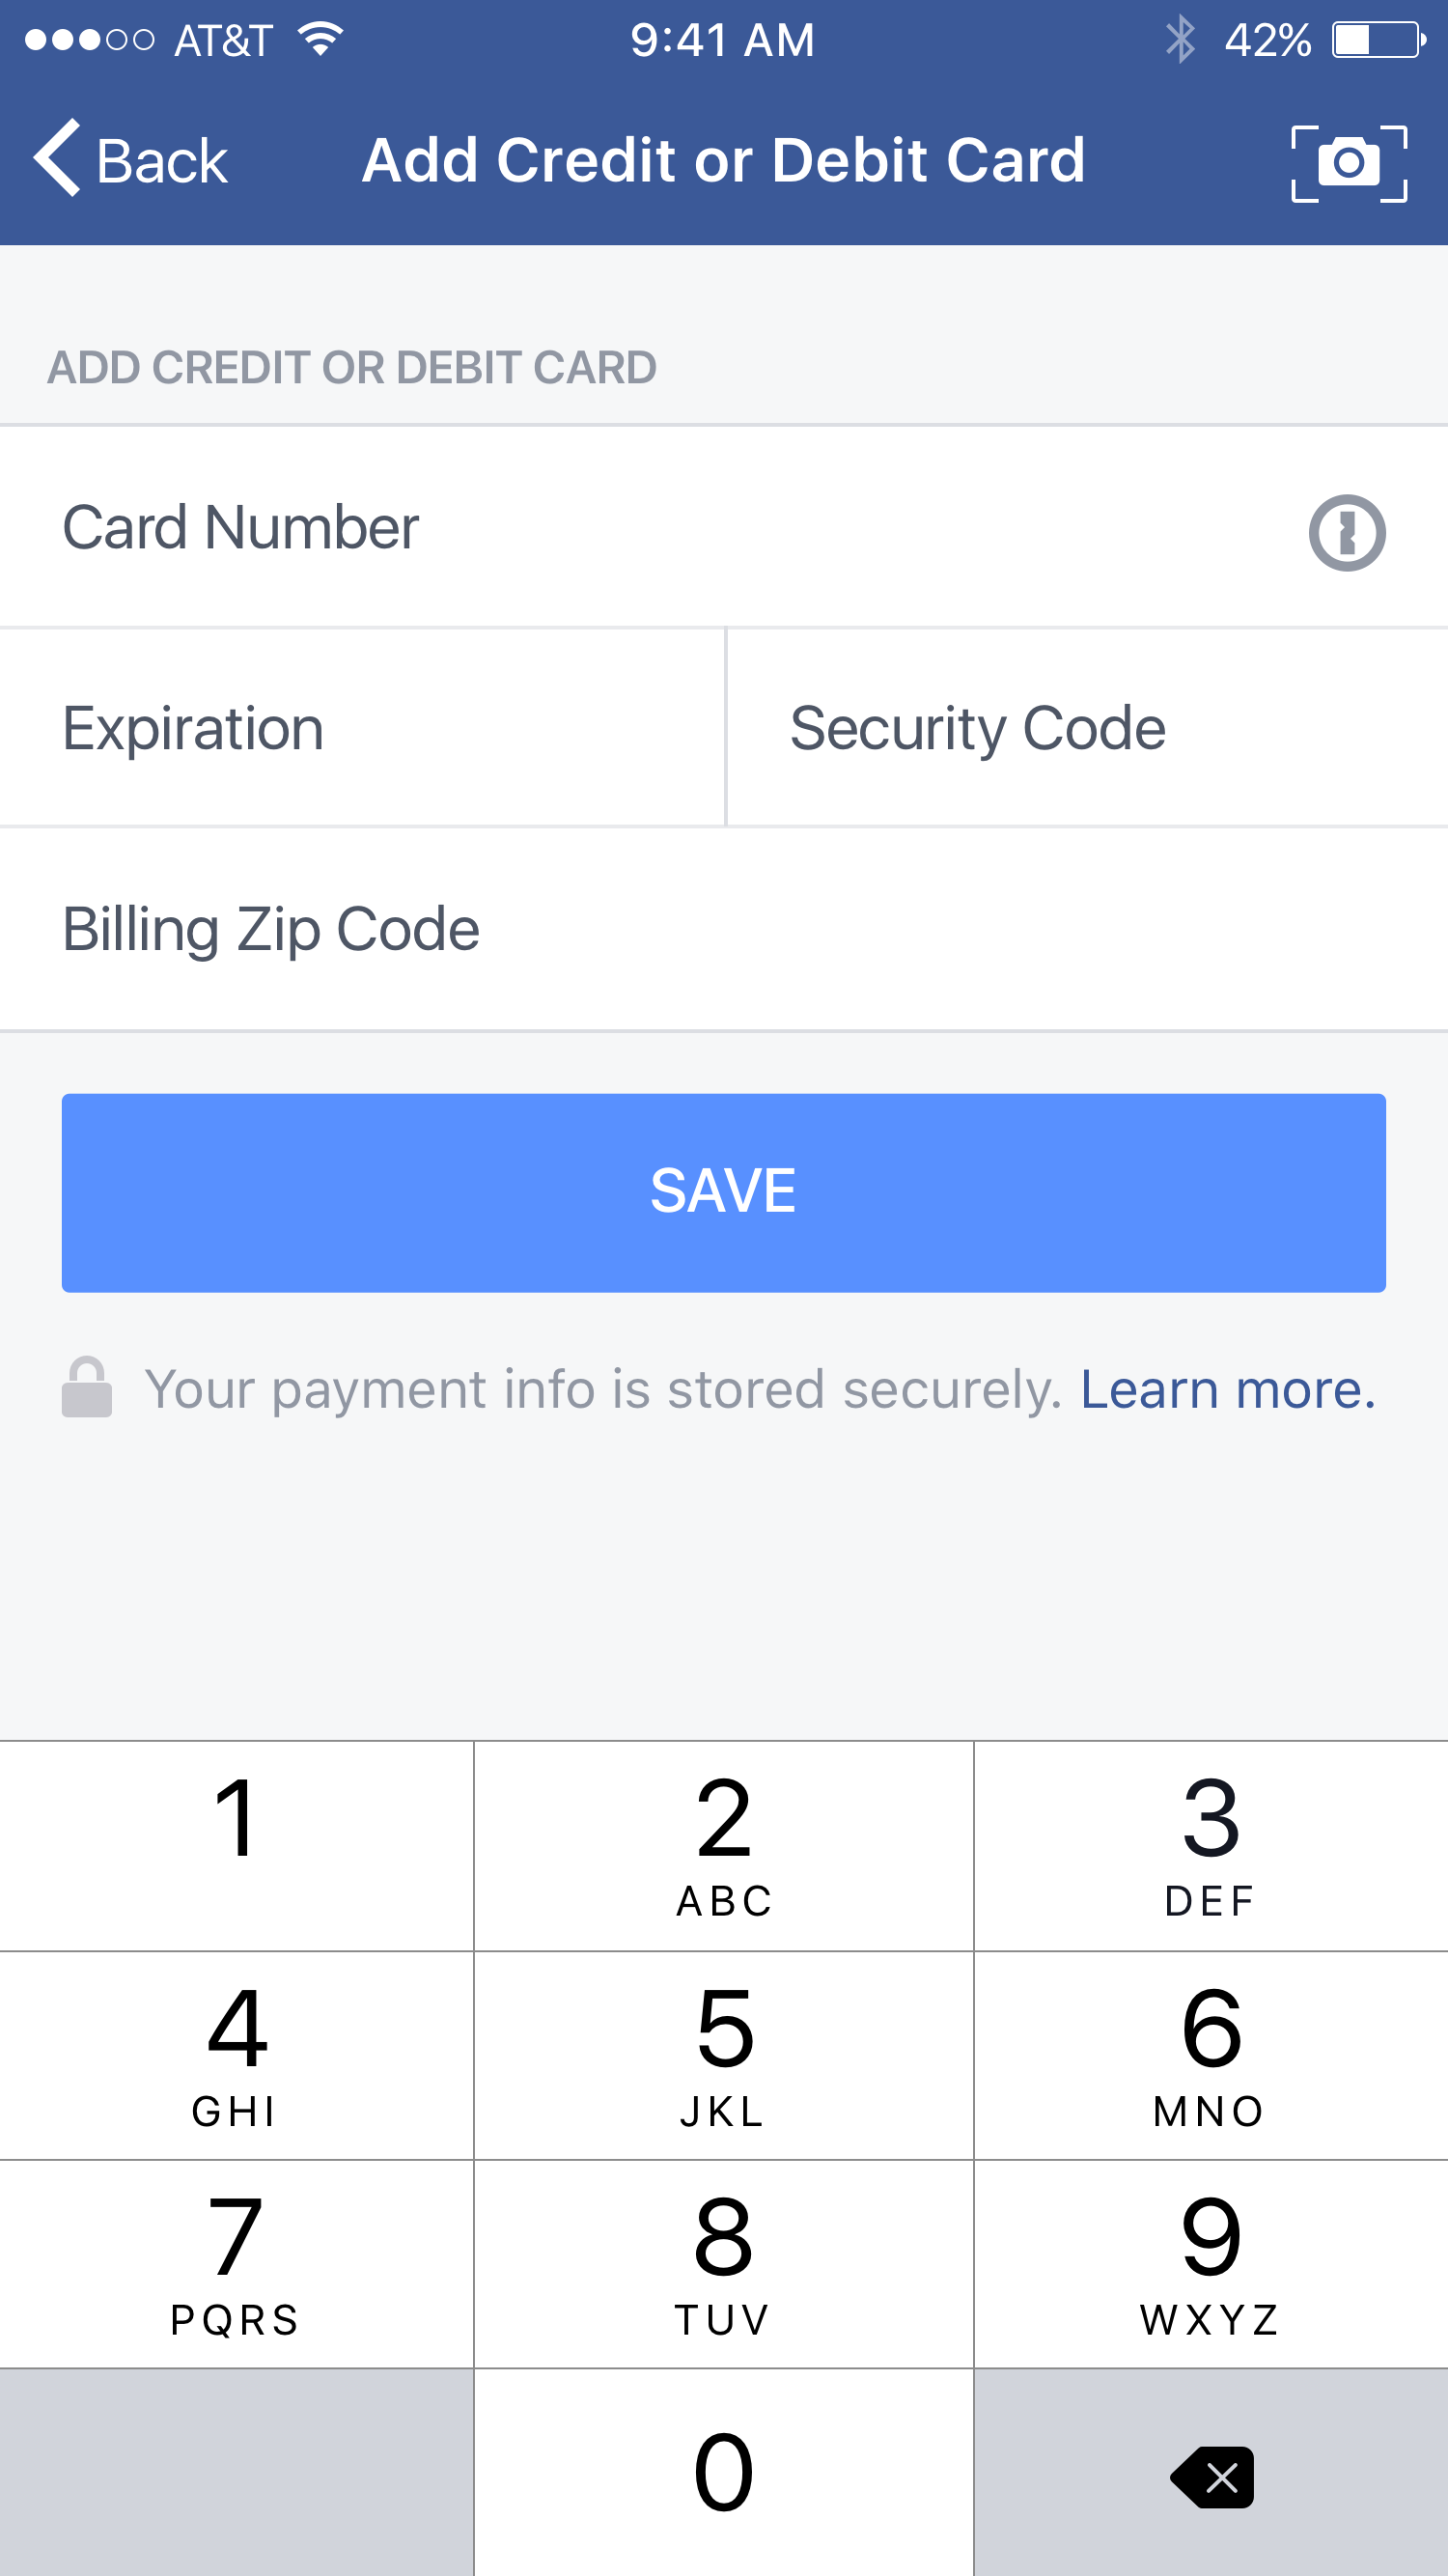 AT&T 9:41 AM 42%
Back Add Credit or Debit Card
ADD CREDIT OR DEBIT CARD
Card Number
Expiration Security Code
Billing Zip Code
SAVE
Your payment info is stored securely. Learn more.
1 2 3
ABC DEF
4 5 6
GHI JKL MNO
7 8 9
PQRS TUV WXYZ
0